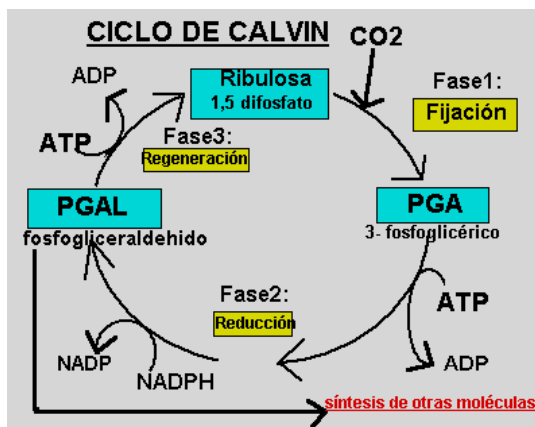 CICLO DE CALVIN
CO2
ADP
Ribulosa
1,5 difosfato
Fase1:
Fijación
ATP
Fase3:
Regeneración
PGAL
fosfogliceraldehido
PGA
3- fosfoglicérico
Fase2:
Reducción
ATP
NADP
NADPH
ADP
síntesis de otras moléculas